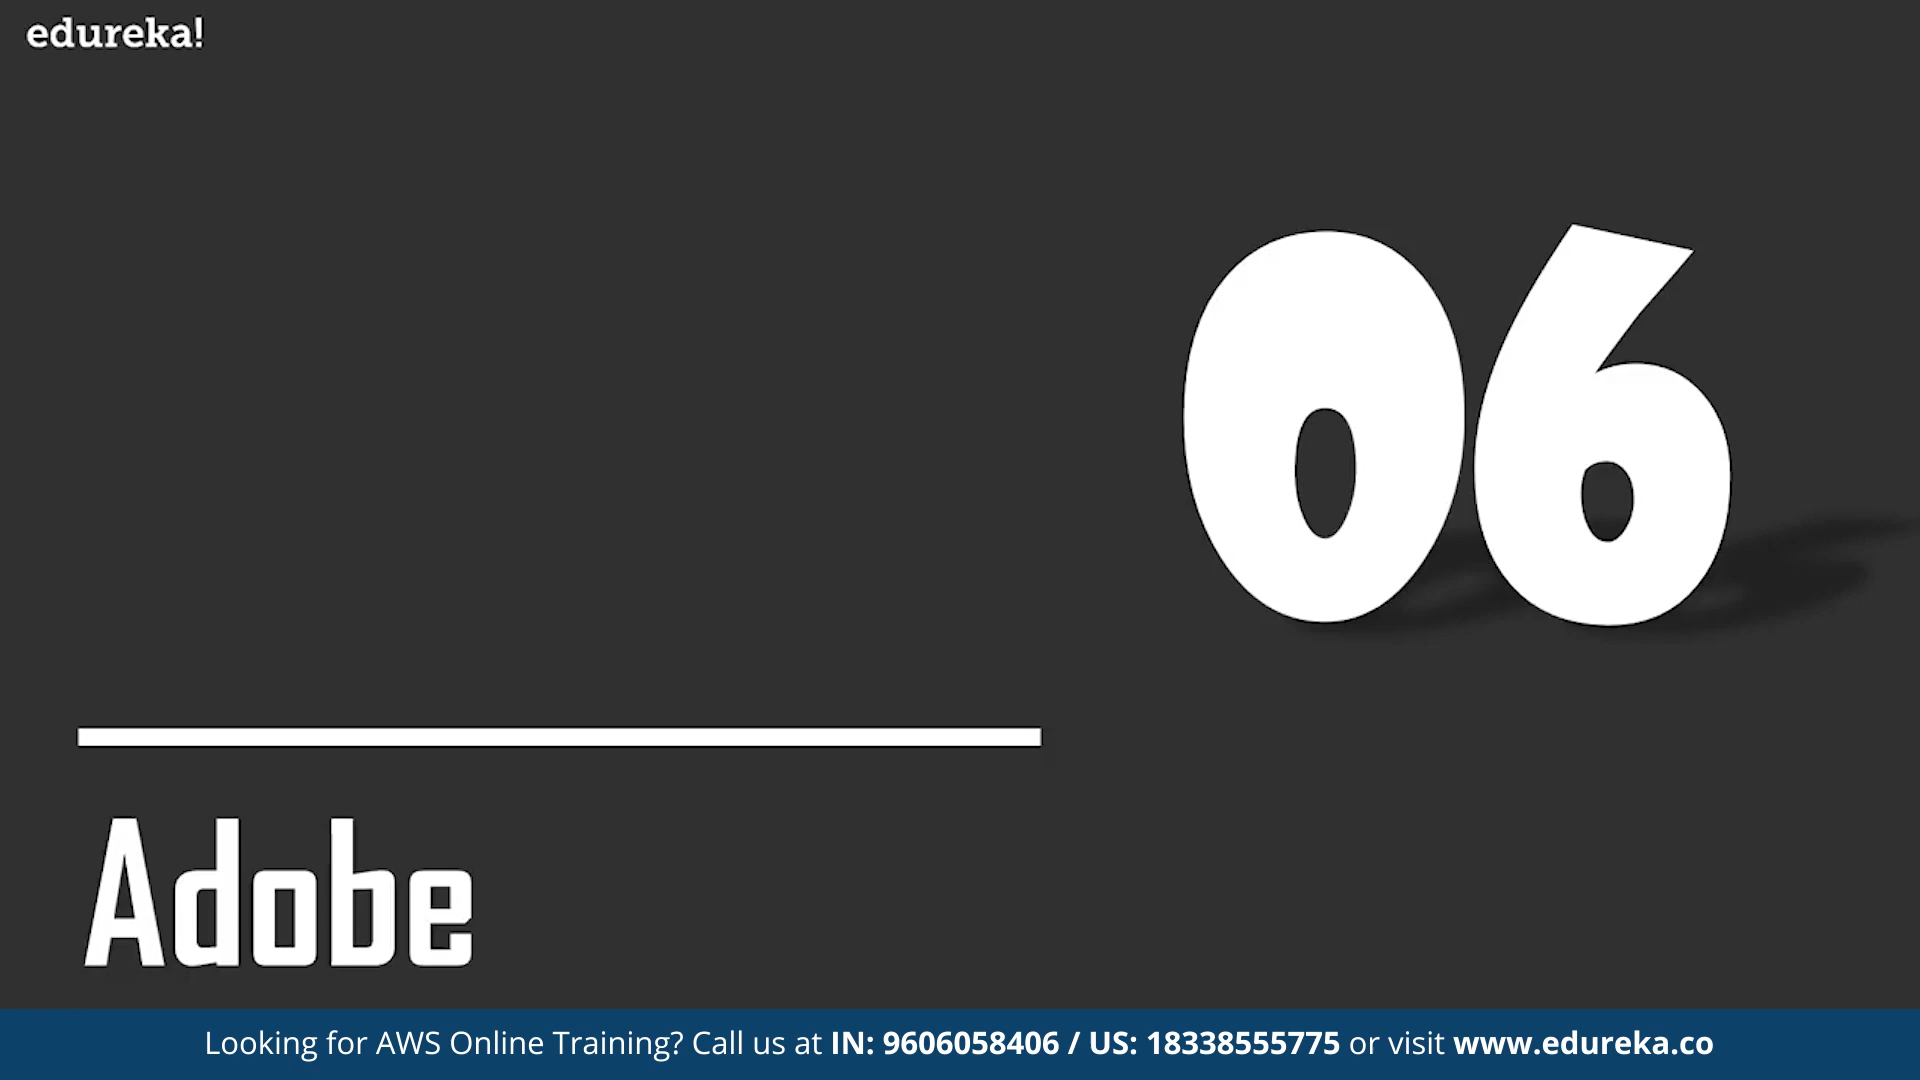 edureka!
06
Adobe
Looking for AWS Online Training? Call us at IN: 9606058406 / US: 18338555775 or visit www.edureka.co